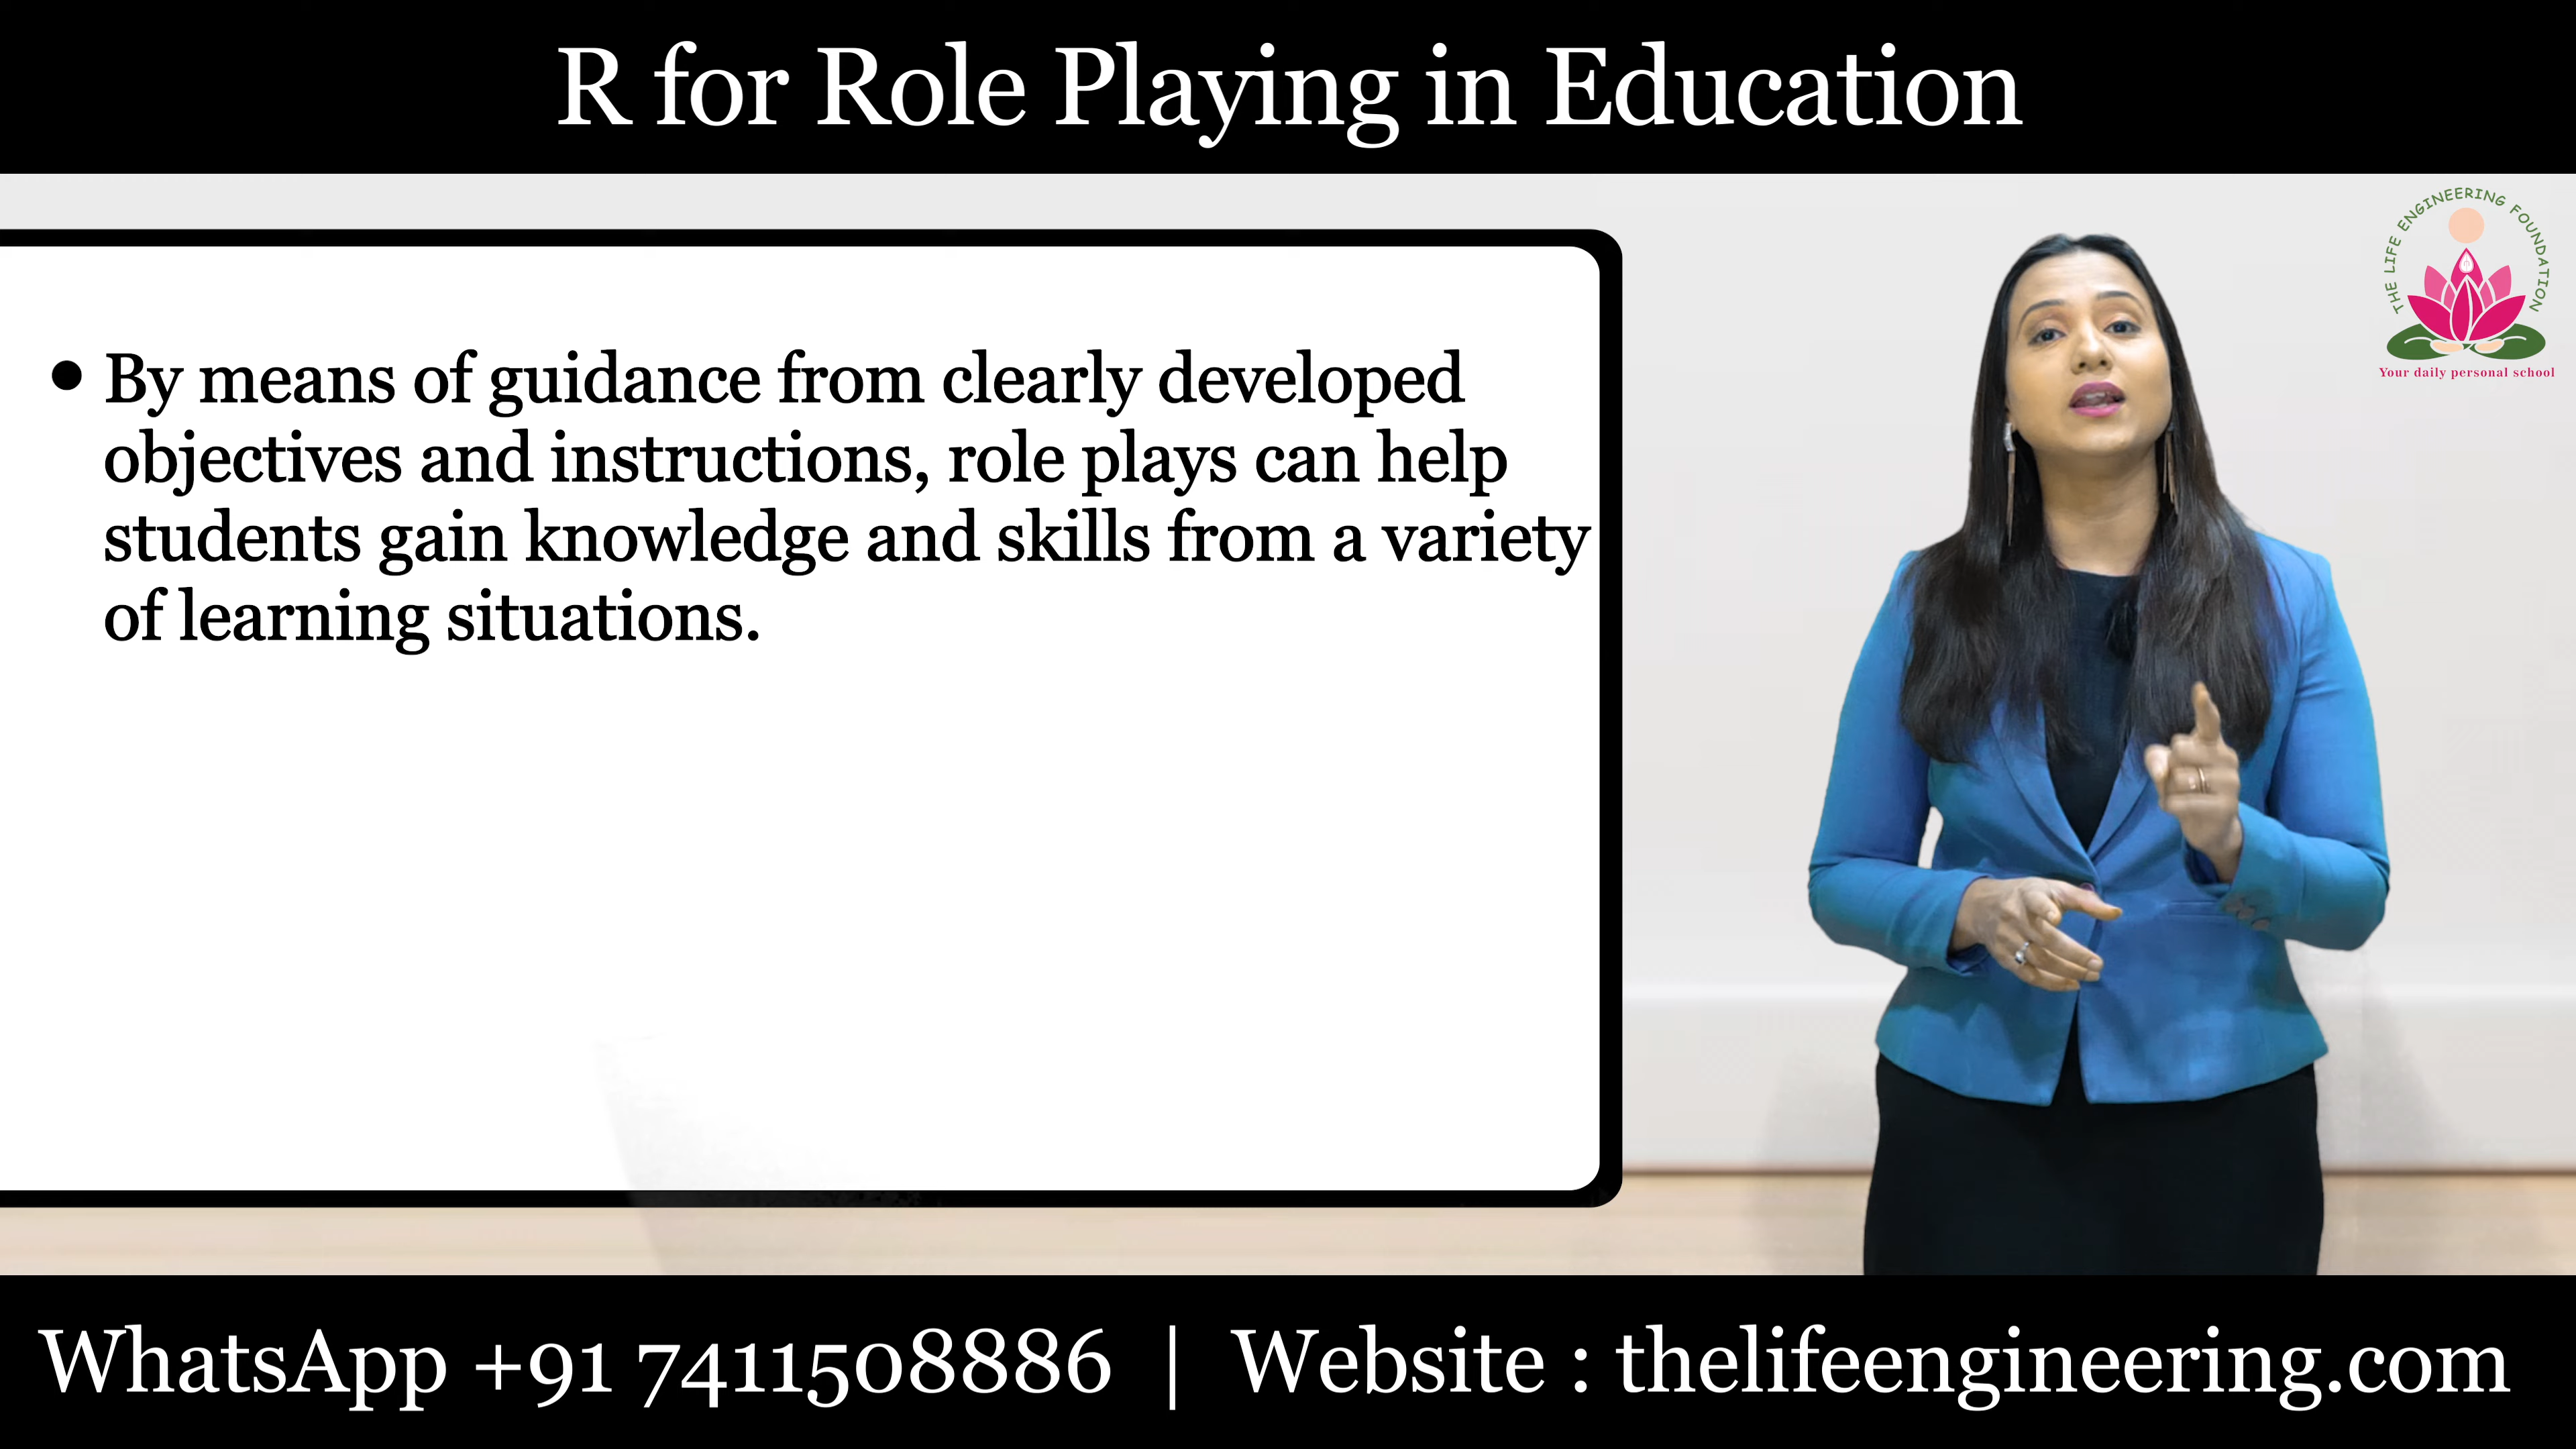 R for Role Playing in Education
THE LIFE ENGINEERING FOUNDATION
Your daily personal school
• By means of guidance from clearly developed
objectives and instructions, role plays can help
students gain knowledge and skills from a variety
of learning situations.
WhatsApp +91 7411508886 | Website : thelifeengineering.com